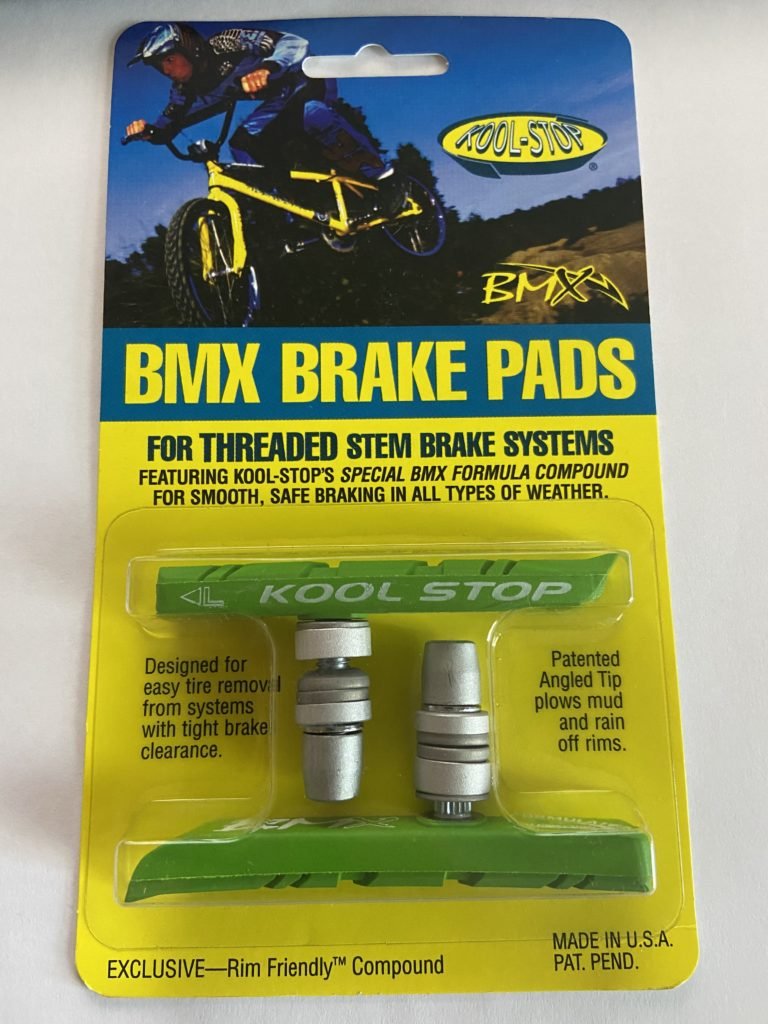 KOOL-STOP®
BMX
BMX BRAKE PADS
FOR THREADED STEM BRAKE SYSTEMS
FEATURING KOOL-STOP'S SPECIAL BMX FORMULA COMPOUND
FOR SMOOTH, SAFE BRAKING IN ALL TYPES OF WEATHER.
L KOOL STOP
Designed for
easy tire removal
from systems
with tight brake
clearance.
Patented
Angled Tip
plows mud
and rain
off rims.
BMX
EXCLUSIVE—Rim Friendly™ Compound
MADE IN U.S.A.
PAT. PEND.